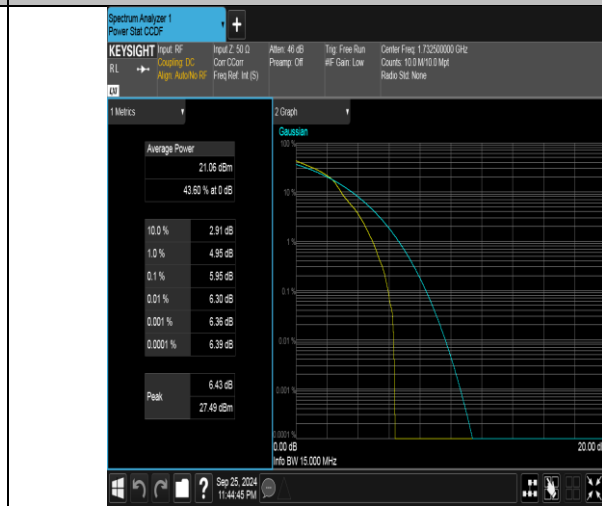 Spectrum Analyzer 1
Power Stat CCDF
+
KEYSIGHT
RL
LXI
Input: RF
Coupling: DC
Align: Auto/No RF
Input Z: 50 Ω
Corr CCorr
Freq Ref: Int (S)
Atten: 46 dB
Preamp: Off
Trig: Free Run
#IF Gain: Low
Center Freq: 1.732500000 GHz
Counts: 10.0 M/10.0 Mpt
Radio Std: None
1 Metrics
Average Power
21.06 dBm
43.60 % at 0 dB
10.0 % 2.91 dB
1.0 % 4.95 dB
0.1 % 5.95 dB
0.01 % 6.30 dB
0.001 % 6.36 dB
0.0001 % 6.39 dB
Peak
6.43 dB
27.49 dBm
2 Graph
Gaussian
100 %
10 %
1 %
0.1 %
0.01 %
0.001 %
0.0001 %
0.00 dB
20.00 d
Info BW 15.000 MHz
?
Sep 25, 2024
11:44:45 PM